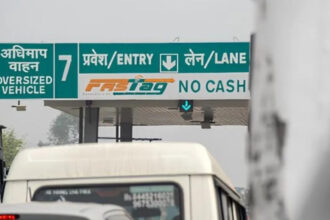 अधिमाप
वाहन
OVERSIZED
VEHICLE
7
प्रवेश/ENTRY लेन/LANE
FASTag NO CASH